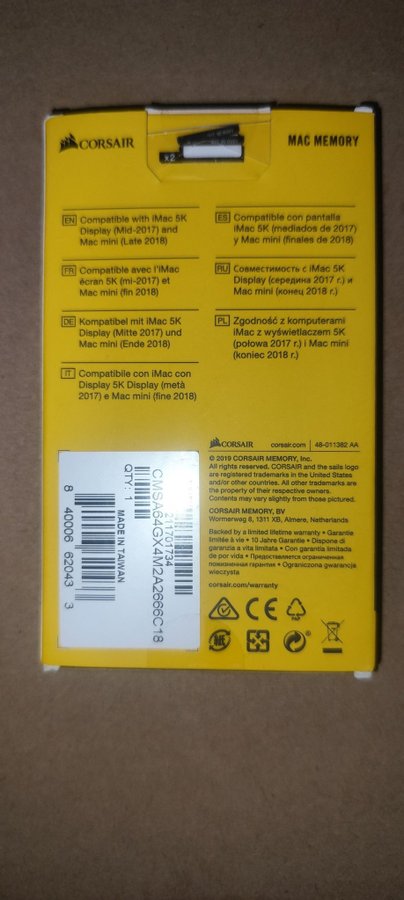 CORSAIR
x2
MAC MEMORY
EN Compatible with iMac 5K
Display (Mid-2017) and
Mac mini (Late 2018)
FR Compatible avec l'iMac
écran 5K (mi-2017) et
Mac mini (fin 2018)
DE Kompatibel mit iMac 5K
Display (Mitte 2017) und
Mac mini (Ende 2018)
IT Compatibile con iMac con
Display 5K Display (metà
2017) e Mac mini (fine 2018)
ES Compatible con pantalla
iMac 5K (mediados de 2017)
y Mac mini (finales de 2018)
RU Совместимость с iMac 5K
Display (середина 2017 г.) и
Mac mini (конец 2018 г.)
PL Zgodność z komputerami
iMac z wyświetlaczem 5K
(połowa 2017 r.) i Mac mini
(koniec 2018 r.)
CORSAIR corsair.com 48-011382 AA
© 2019 CORSAIR MEMORY, Inc.
All rights reserved. CORSAIR and the sails logo
are registered trademarks in the United States
and/or other countries. All other trademarks are
the property of their respective owners.
Contents may vary slightly from those pictured.
CORSAIR MEMORY, BV
Wormerweg 8, 1311 XB, Almere, Netherlands
Backed by a limited lifetime warranty • Garantie
limitée à vie • 10 Jahre Garantie • Dispone di
garanzia a vita limitata • Con garantía limitada
de por vida • Предоставляется ограниченная
пожизненная гарантия • Ograniczona gwarancja
wieczysta
corsair.com/warranty
CE
211701734
CMSA64GX4M2A2666C18
QTY: 1 MADE IN TAIWAN
8 40006 62043 3